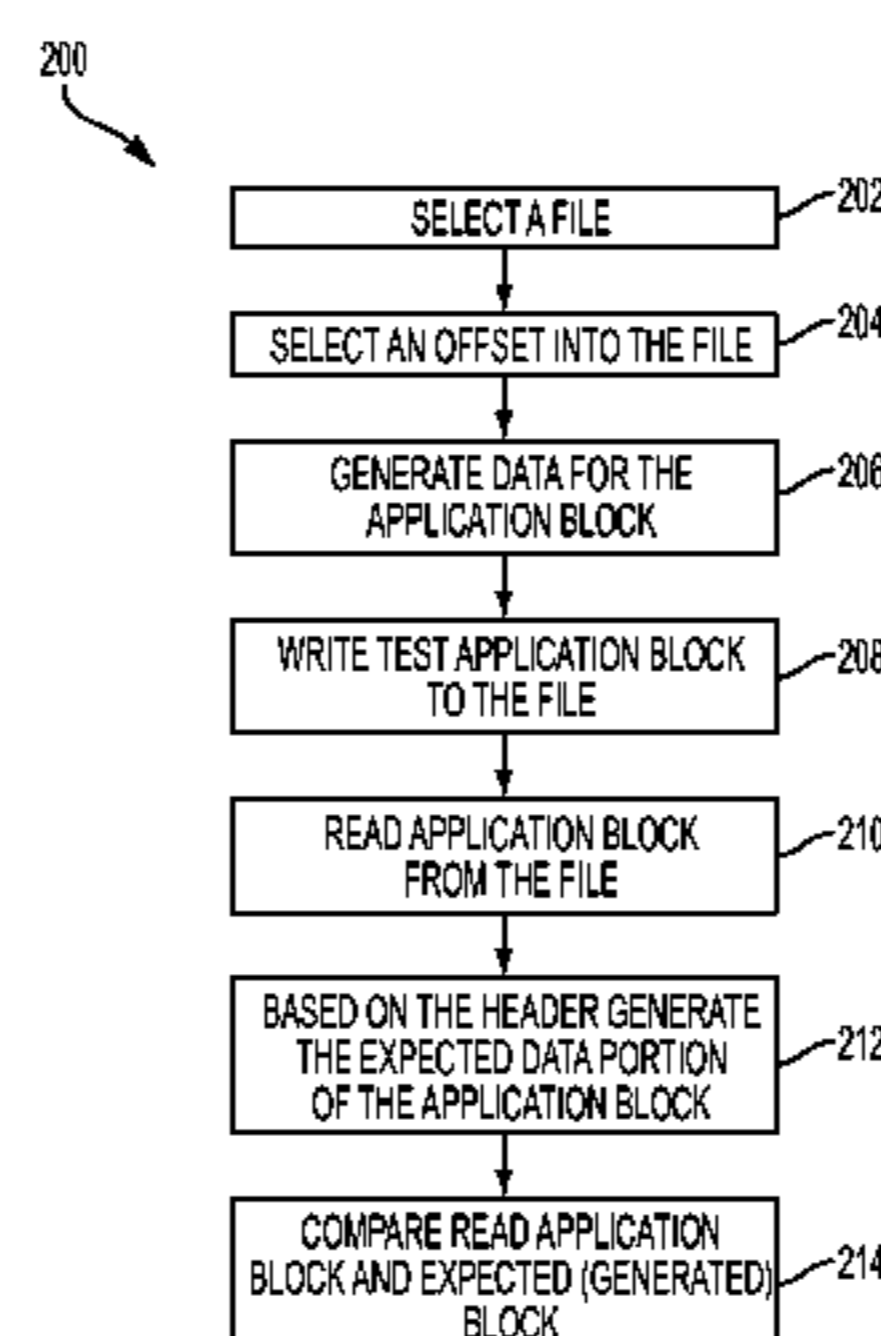 200
SELECT A FILE
202
SELECT AN OFFSET INTO THE FILE
204
GENERATE DATA FOR THE
APPLICATION BLOCK
206
WRITE TEST APPLICATION BLOCK
TO THE FILE
208
READ APPLICATION BLOCK
FROM THE FILE
210
BASED ON THE HEADER GENERATE
THE EXPECTED DATA PORTION
OF THE APPLICATION BLOCK
212
COMPARE READ APPLICATION
BLOCK AND EXPECTED (GENERATED)
BLOCK
214